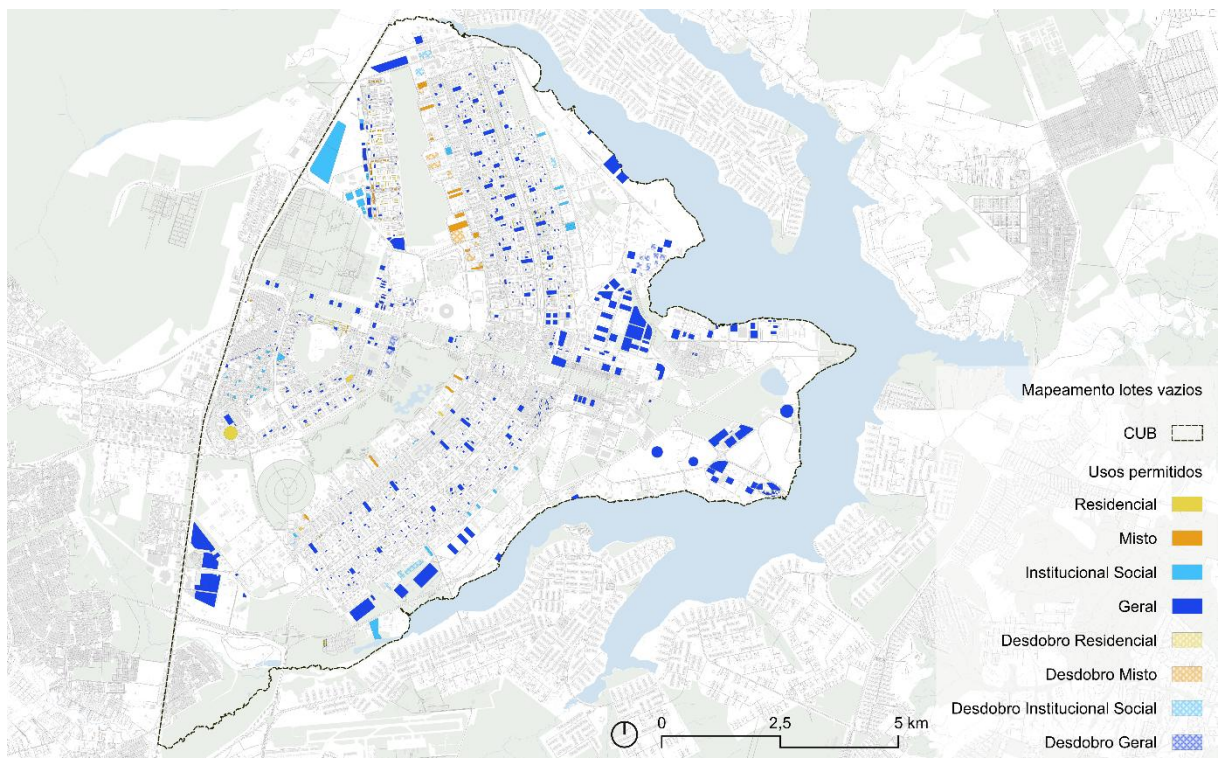 Mapeamento lotes vazios
CUB
Usos permitidos
Residencial
Misto
Institucional Social
Geral
Desdobro Residencial
Desdobro Misto
Desdobro Institucional Social
Desdobro Geral
0 2,5 5 km